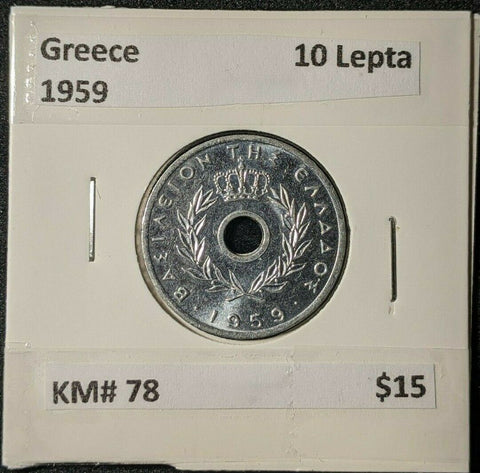 Greece 10 Lepta
1959
ΒΑΣΙΛΕΙΟΝ ΤΗΣ ΕΛΛΑΔΟΣ
· 1959 ·
KM# 78 $15